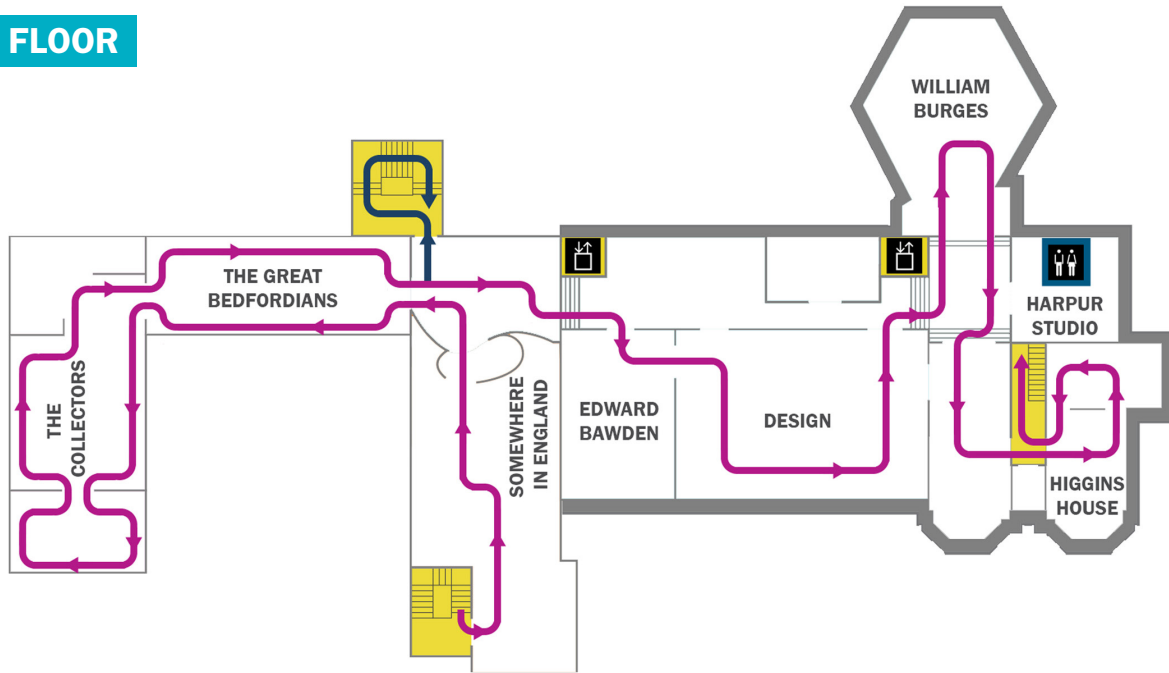 FLOOR
WILLIAM
BURGES
THE GREAT
BEDFORDIANS
HARPUR
STUDIO
THE
COLLECTORS
SOMEWHERE
IN ENGLAND
EDWARD
BAWDEN
DESIGN
HIGGINS
HOUSE